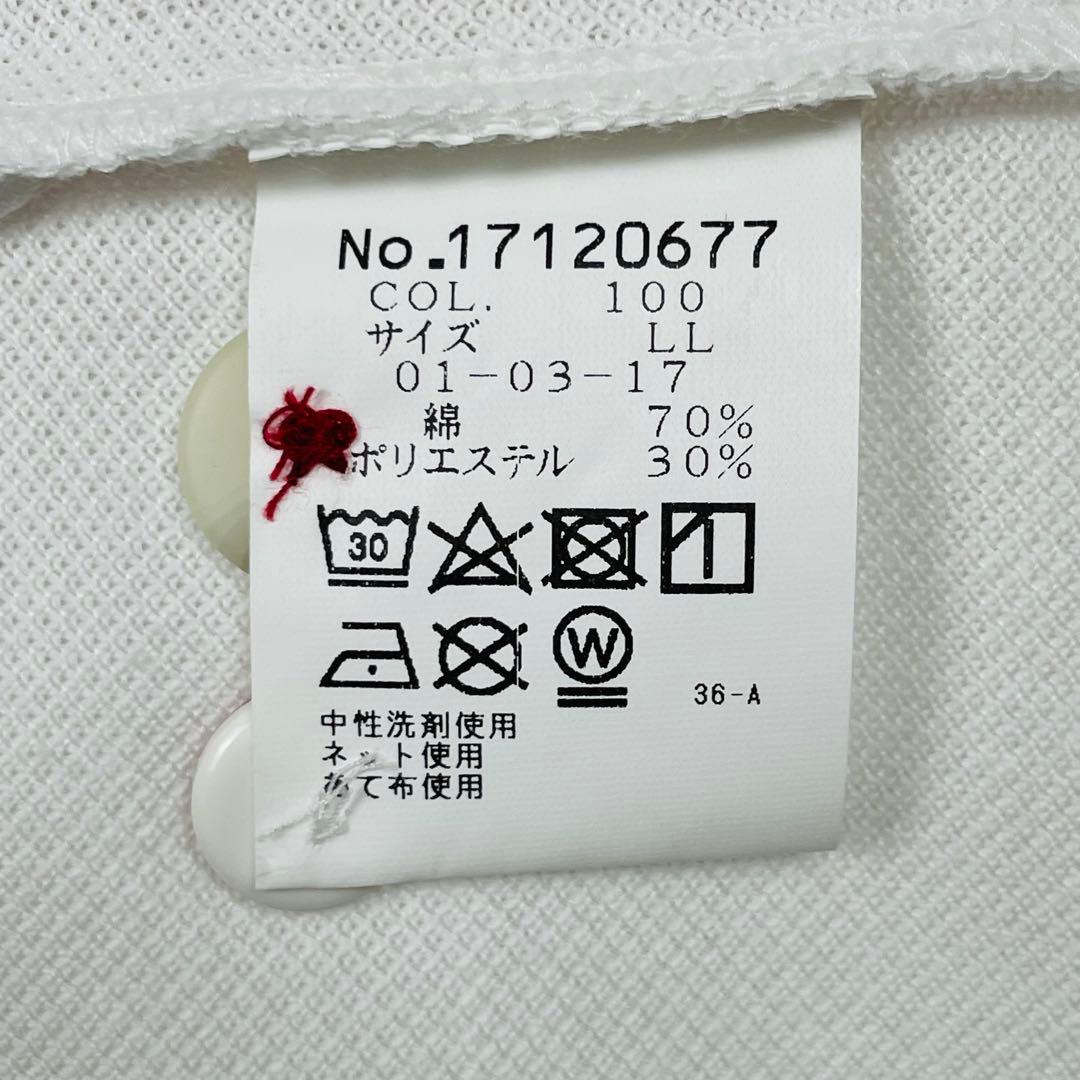 No.17120677
COL. 100
サイズ LL
01-03-17
綿 70%
ポリエステル 30%
30
W
36-A
中性洗剤使用
ネット使用
あて布使用